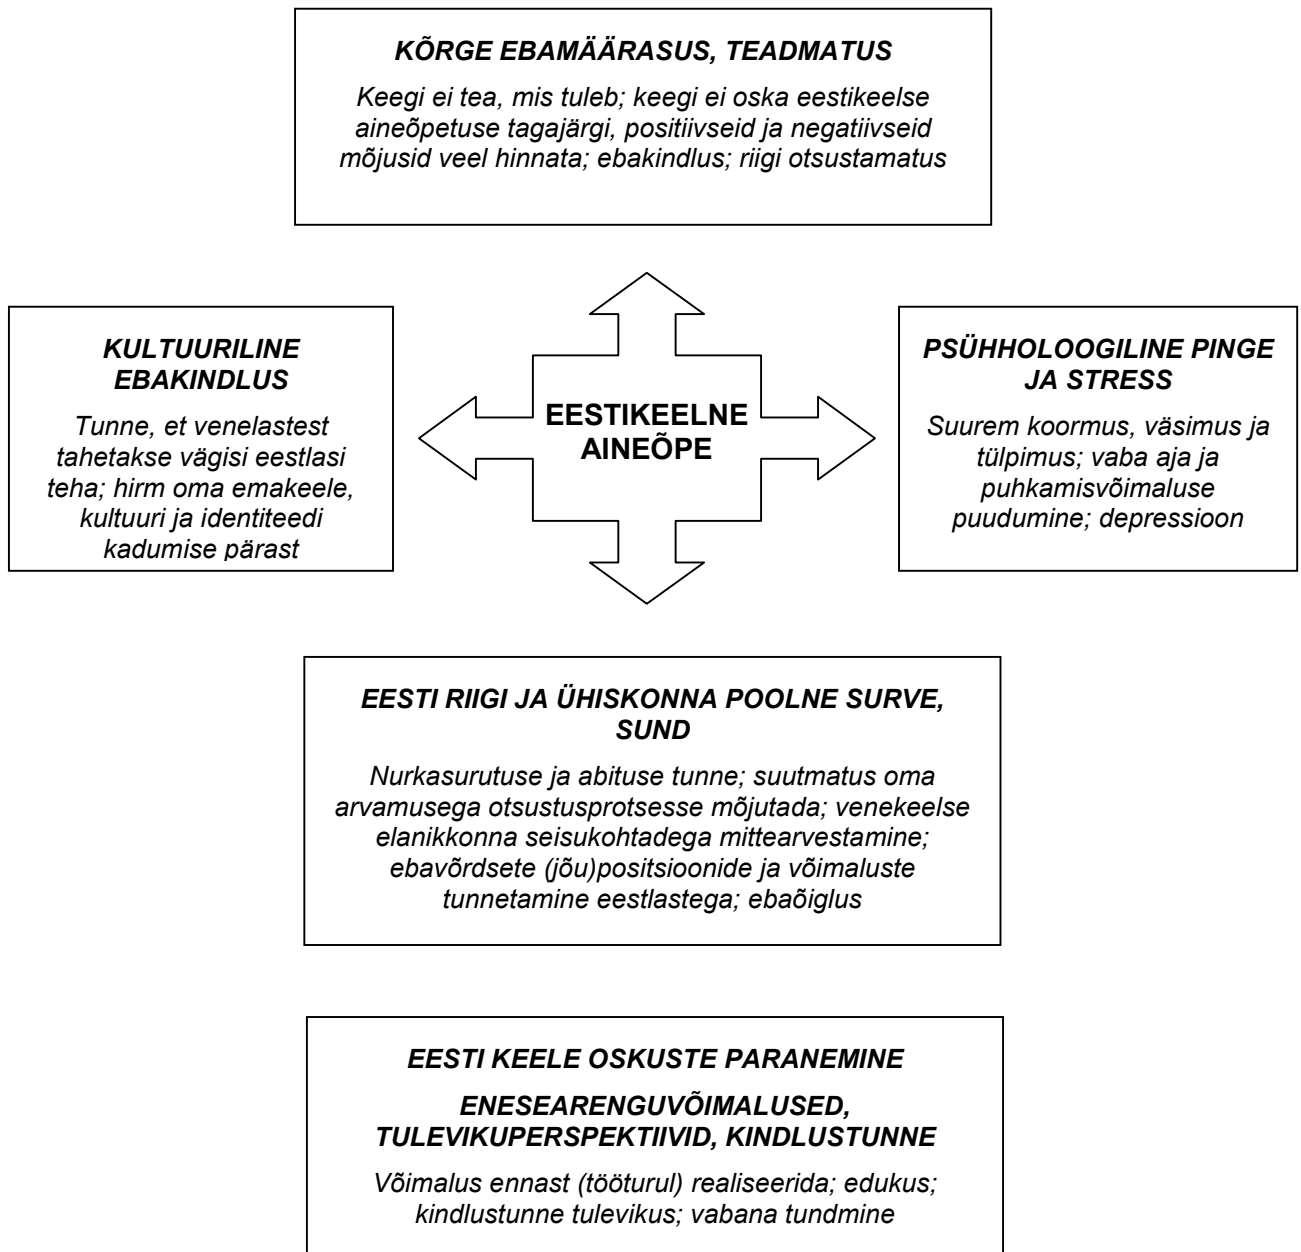 KÕRGE EBAMÄÄRASUS, TEADMATUS
Keegi ei tea, mis tuleb; keegi ei oska eestikeelse
aineõpetuse tagajärgi, positiivseid ja negatiivseid
mõjusid veel hinnata; ebakindlus; riigi otsustamatus
KULTUURILINE
EBAKINDLUS
Tunne, et venelastest
tahetakse vägisi eestlasi
teha; hirm oma emakeele,
kultuuri ja identiteedi
kadumise pärast
EESTIKEELNE
AINEÕPE
PSÜHHOLOOGILINE PINGE
JA STRESS
Suurem koormus, väsimus ja
tülpimus; vaba aja ja
puhkamisvõimaluse
puudumine; depressioon
EESTI RIIGI JA ÜHISKONNA POOLNE SURVE,
SUND
Nurkasurutuse ja abituse tunne; suutmatus oma
arvamusega otsustusprotsesse mõjutada; venekeelse
elanikkonna seisukohtadega mittearvestamine;
ebavõrdsete (jõu)positsioonide ja võimaluste
tunnetamine eestlastega; ebaõiglus
EESTI KEELE OSKUSTE PARANEMINE
ENESEARENGUVÕIMALUSED,
TULEVIKUPERSPEKTIIVID, KINDLUSTUNNE
Võimalus ennast (tööturul) realiseerida; edukus;
kindlustunne tulevikus; vabana tundmine